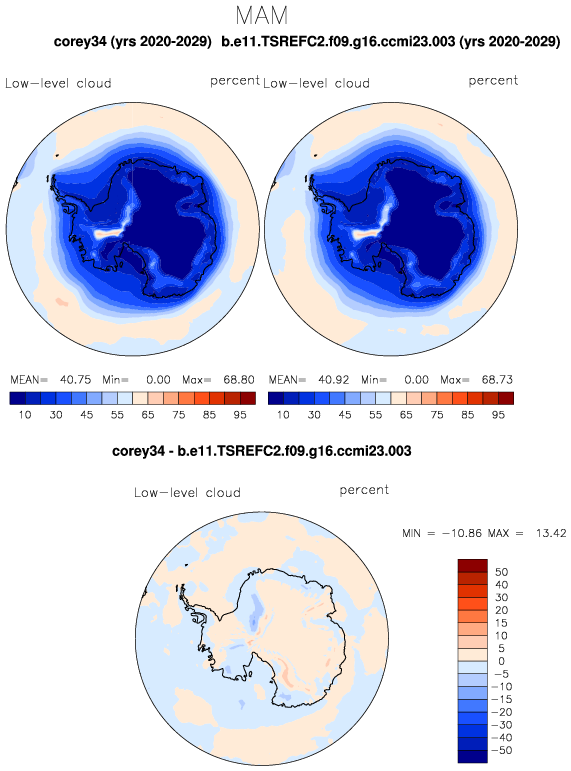 MAM
corey34 (yrs 2020-2029) b.e11.TSREFC2.f09.g16.ccmi23.003 (yrs 2020-2029)
Low-level cloud percent Low-level cloud percent
MEAN= 40.75 Min= 0.00 Max= 68.80 MEAN= 40.92 Min= 0.00 Max= 68.73
10 30 45 55 65 75 85 95 10 30 45 55 65 75 85 95
corey34 - b.e11.TSREFC2.f09.g16.ccmi23.003
Low-level cloud percent
MIN = -10.86 MAX = 13.42
50
40
30
20
15
10
5
0
-5
-10
-15
-20
-30
-40
-50